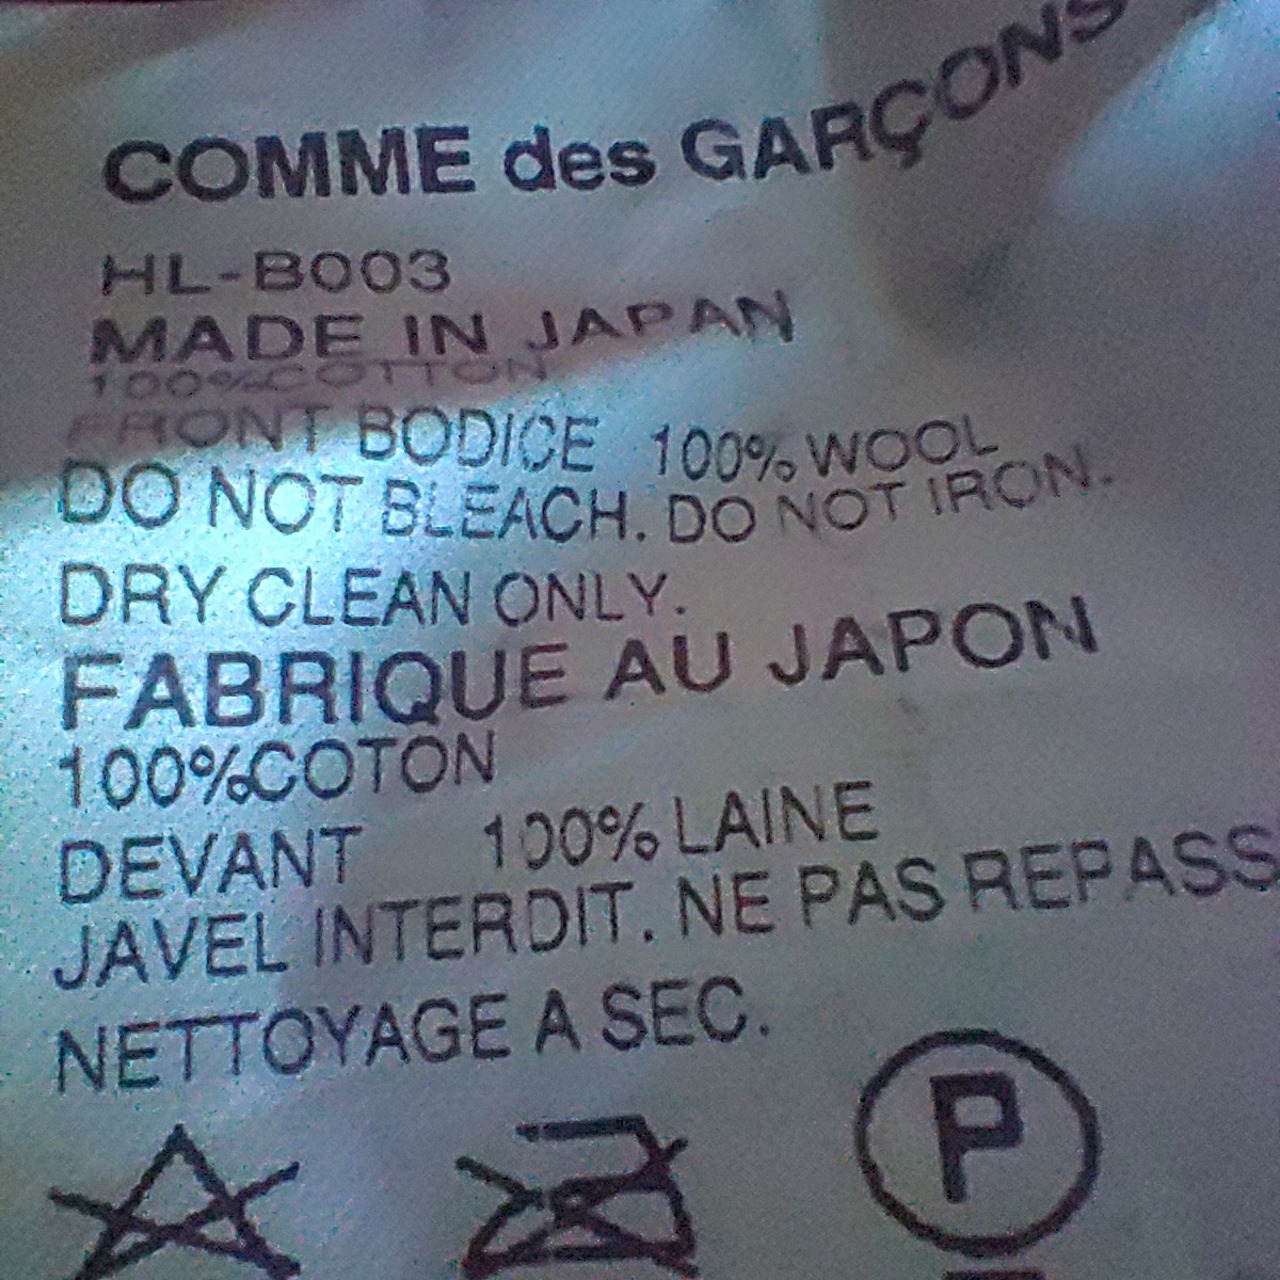 COMME des GARÇONS
HL-B003
MADE IN JAPAN
100%COTTON
FRONT BODICE 100% WOOL
DO NOT BLEACH. DO NOT IRON.
DRY CLEAN ONLY.
FABRIQUE AU JAPON
100%COTON
DEVANT 100% LAINE
JAVEL INTERDIT. NE PAS REPASS
NETTOYAGE A SEC.
P